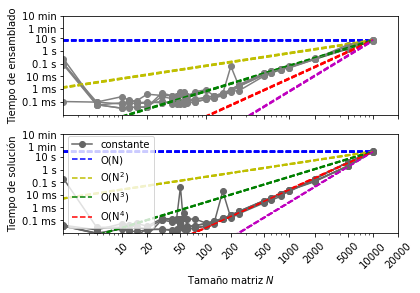 Tiempo de ensamblado
10 min
1 min
10 s
1 s
0.1 s
10 ms
1 ms
0.1 ms
Tiempo de solución
10 min
1 min
10 s
1 s
0.1 s
10 ms
1 ms
0.1 ms
constante
O(N)
O(N²)
O(N³)
O(N⁴)
10
20
50
100
200
500
1000
2000
5000
10000
20000
Tamaño matriz N